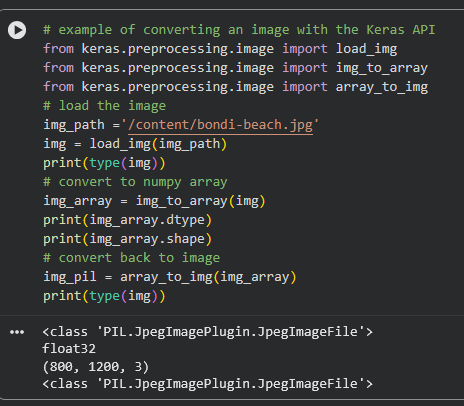 # example of converting an image with the Keras API
from keras.preprocessing.image import load_img
from keras.preprocessing.image import img_to_array
from keras.preprocessing.image import array_to_img
# load the image
img_path ='/content/bondi-beach.jpg'
img = load_img(img_path)
print(type(img))
# convert to numpy array
img_array = img_to_array(img)
print(img_array.dtype)
print(img_array.shape)
# convert back to image
img_pil = array_to_img(img_array)
print(type(img))
<class 'PIL.JpegImagePlugin.JpegImageFile'>
float32
(800, 1200, 3)
<class 'PIL.JpegImagePlugin.JpegImageFile'>